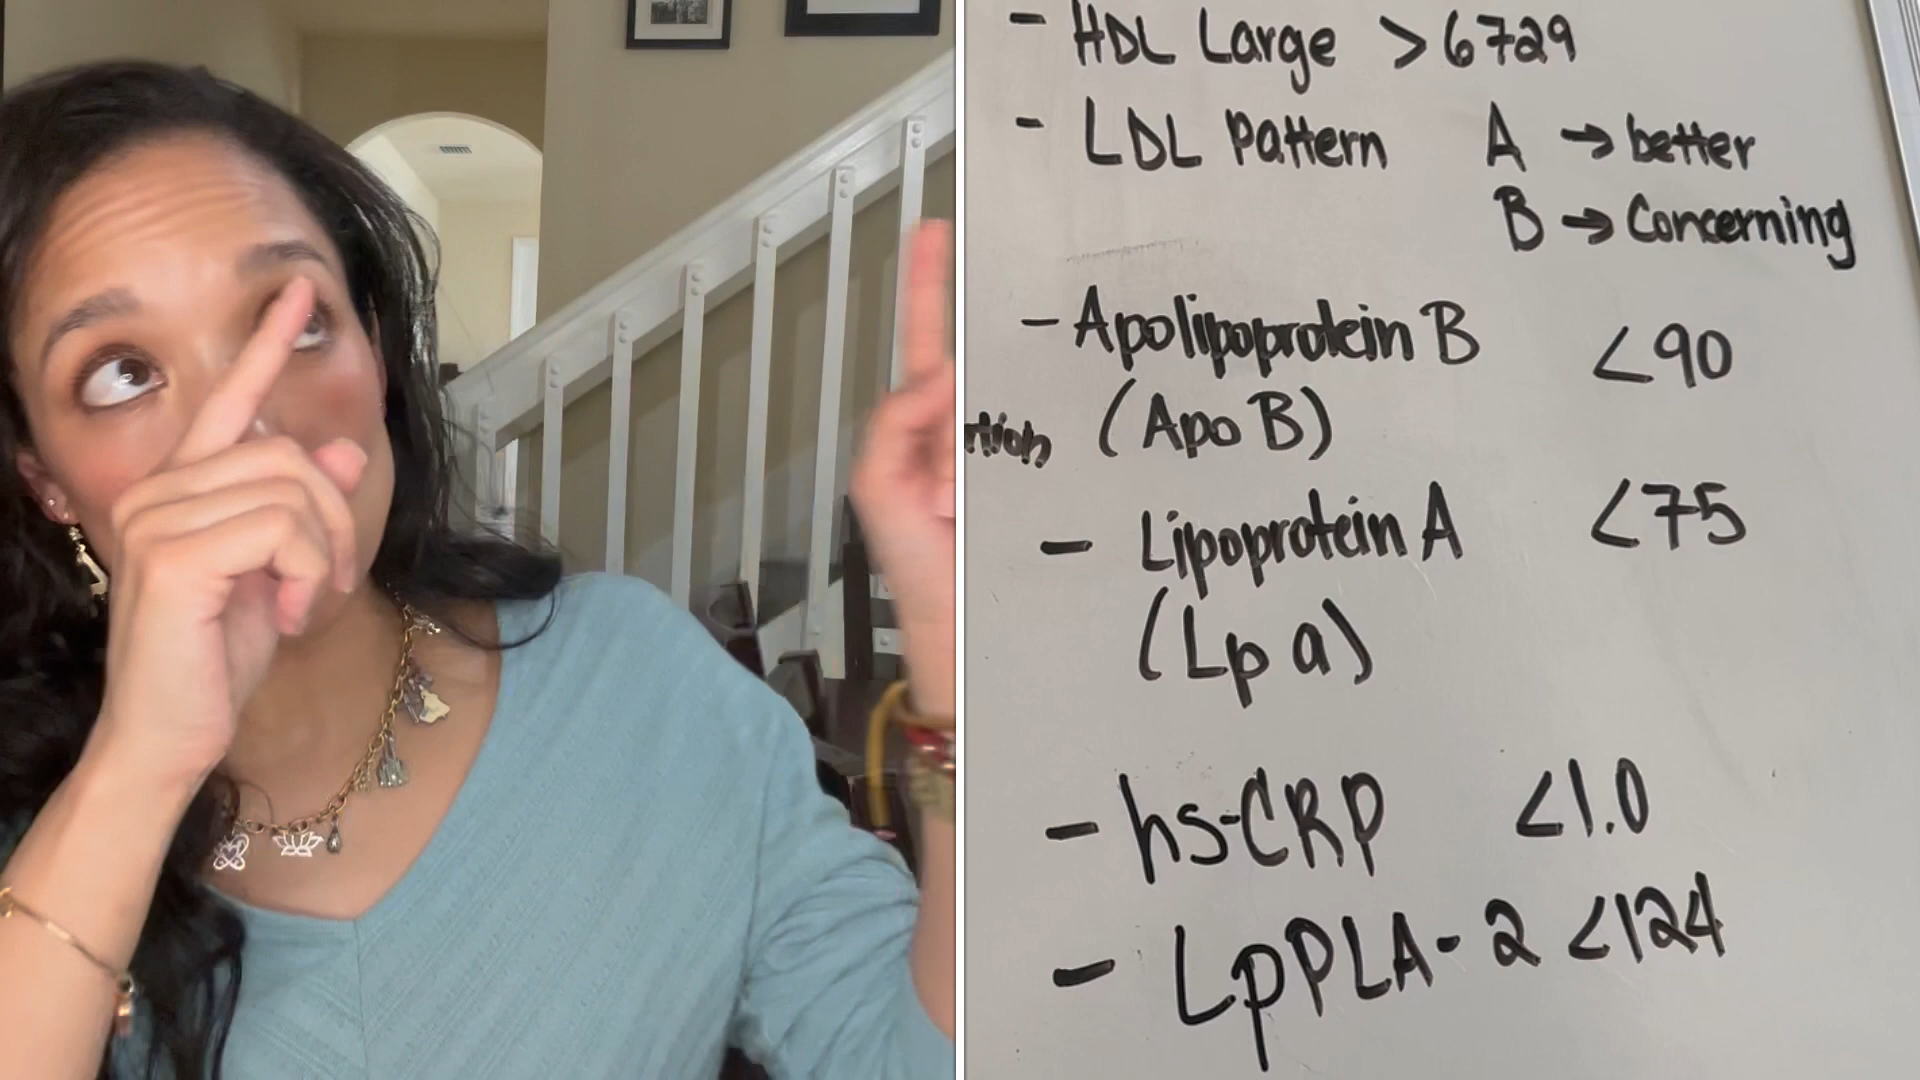 - HDL Large >6729
- LDL Pattern A → better
B → Concerning
- Apolipoprotein B <90
(Apo B)
- Lipoprotein A <75
(Lp a)
- hs-CRP <1.0
- LpPLA-2 <124